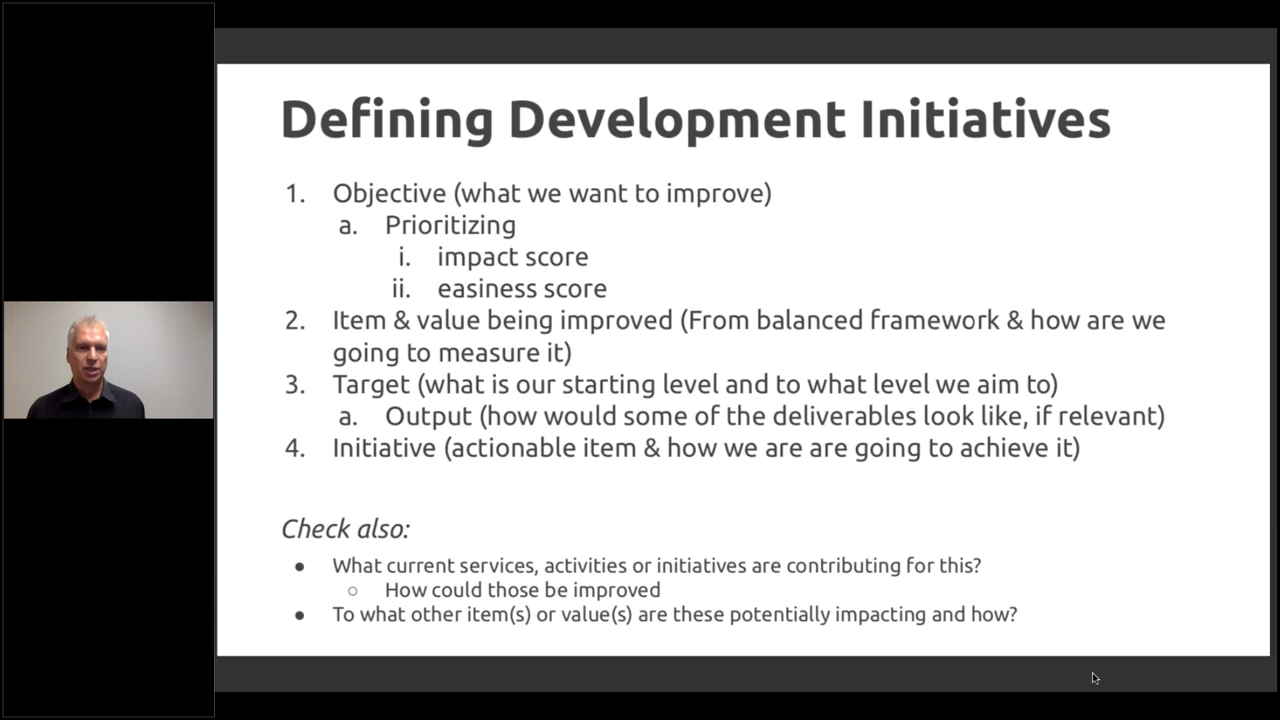 Defining Development Initiatives
1. Objective (what we want to improve)
a. Prioritizing
i. impact score
ii. easiness score
2. Item & value being improved (From balanced framework & how are we
going to measure it)
3. Target (what is our starting level and to what level we aim to)
a. Output (how would some of the deliverables look like, if relevant)
4. Initiative (actionable item & how we are are going to achieve it)
Check also:
● What current services, activities or initiatives are contributing for this?
○ How could those be improved
● To what other item(s) or value(s) are these potentially impacting and how?